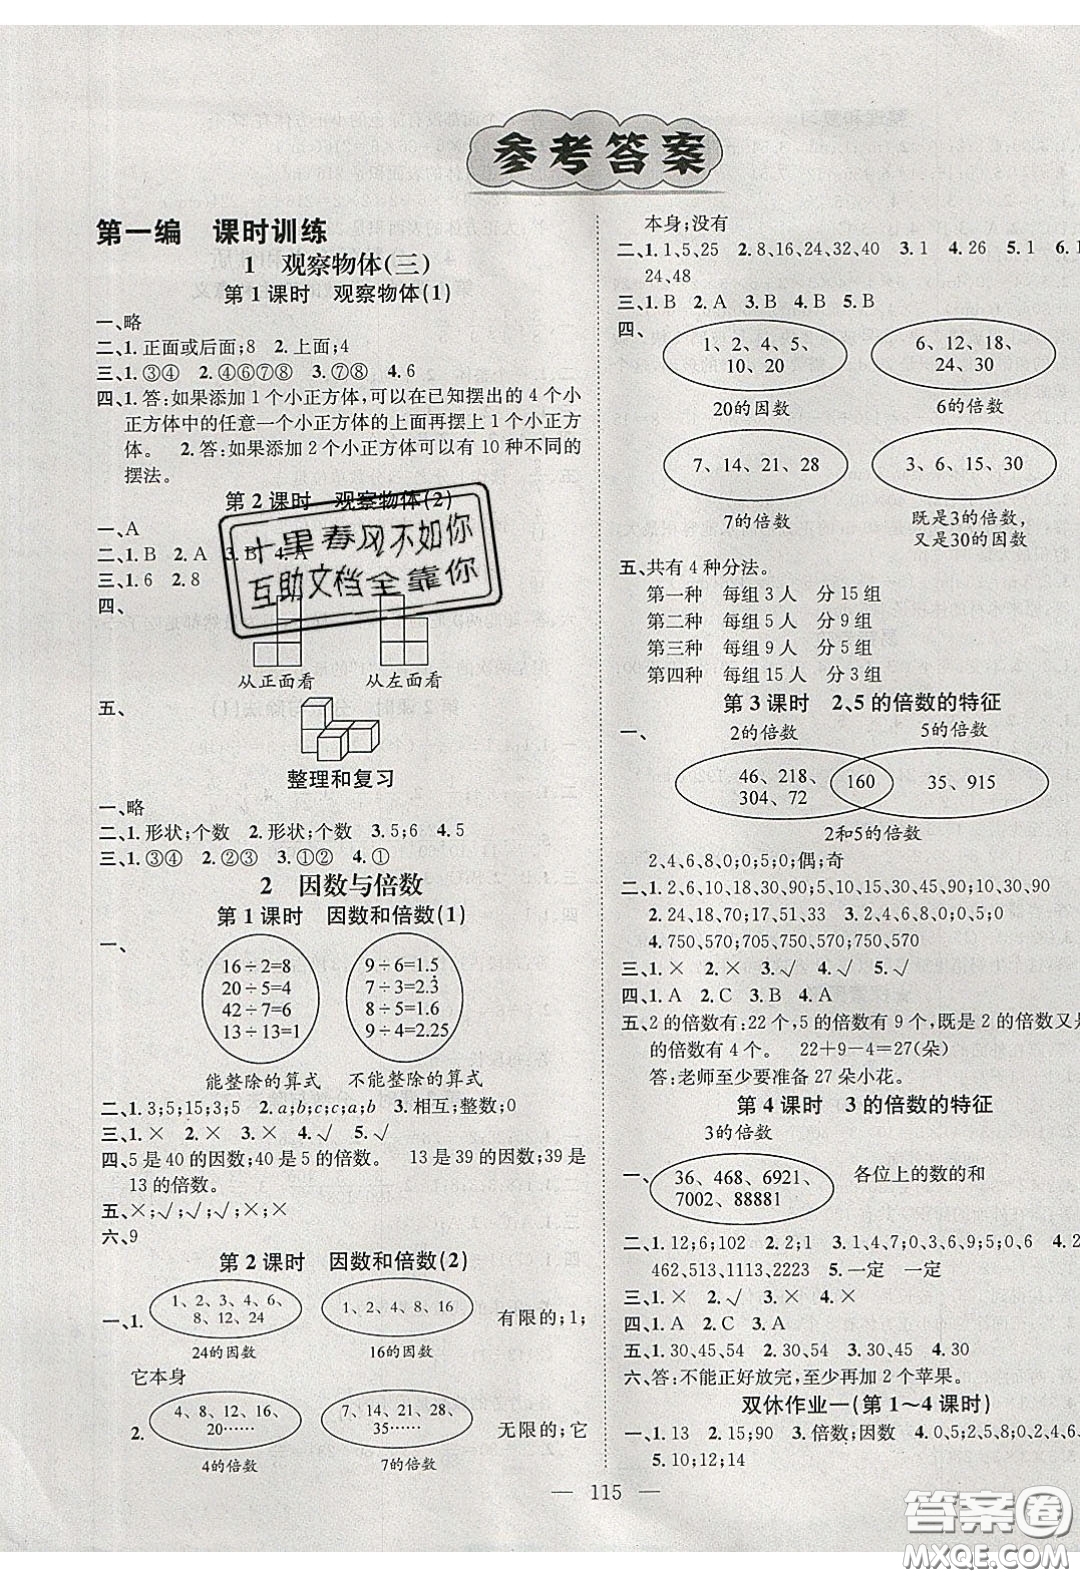 参考答案
第一编 课时训练
1 观察物体(三)
第1课时 观察物体(1)
一、略
二、1.正面或后面;8 2.上面;4
三、1.③④ 2.④⑥⑦⑧ 3.⑦⑧ 4.6
四、1.答:如果添加1个小正方体,可以在已知摆出的4个小
正方体中的任意一个小正方体的上面再摆上1个小正方
体。 2.答:如果添加2个小正方体可以有10种不同的
摆法。
第2课时 观察物体(2)
一、A
二、1.B 2.A 3.B 4.A
三、1.6 2.8
四、
从正面看 从左面看
五、
整理和复习
一、略
二、1.形状;个数 2.形状;个数 3.5;6 4.5
三、1.③④ 2.②③ 3.①② 4.①
2 因数与倍数
第1课时 因数和倍数(1)
一、
16÷2=8 9÷6=1.5
20÷5=4 7÷3=2.3
42÷7=6 8÷5=1.6
13÷13=1 9÷4=2.25
能整除的算式 不能整除的算式
二、1.3;5;15;3;5 2.a;b;c;c;a;b 3.相互;整数;0
三、1.× 2.× 3.× 4.√ 5.√
四、5是40的因数;40是5的倍数。 13是39的因数;39是
13的倍数。
五、×;√;√;×;√;×
六、9
第2课时 因数和倍数(2)
一、1.
1、2、3、4、6、
8、12、24
1、2、4、8、16
有限的;1;
24的因数 16的因数
它本身
2.
4、8、12、16、
20……
7、14、21、28、
35……
无限的;它
4的倍数 7的倍数
本身;没有
二、1.1,5,25 2.8,16,24,32,40 3.1 4.26 5.1 6.1
24,48
三、1.B 2.A 3.B 4.B 5.B
四、
1、2、4、5、
10、20
6、12、18、
24、30
20的因数 6的倍数
7、14、21、28
3、6、15、30
7的倍数
既是3的倍数,
又是30的因数
五、共有4种分法。
第一种 每组3人 分15组
第二种 每组5人 分9组
第三种 每组9人 分5组
第四种 每组15人 分3组
第3课时 2、5的倍数的特征
一、
2的倍数 5的倍数
46、218、
304、72
160
35、915
2和5的倍数
2,4,6,8,0;5;0;偶;奇
二、1.2,6,10,18,30,90;5,10,15,30,90;10,30,90
2.18,20,22;17,19,21 3.2,4,6,8,0;0,5;0
4.750,570;705;750,570;750,570
三、1.× 2.√ 3.× 4.√ 5.√
四、1.A 2.C 3.B 4.A
五、2的倍数有:22个,5的倍数有9个,既是2的倍数又是
的倍数有4个。 22+9-4=27(朵)
答:老师至少要准备27朵小花。
第4课时 3的倍数的特征
3的倍数
一、
36、468、6921、
7002、88881
各位上的数的和
二、1.12;6;102 2.2;1 3.1,4,7;0,3,6,9;5;0,6 4.123
462,513,1113,2223 5.一定 一定
三、1.× 2.√ 3.× 4.×
四、1.A 2.C 3.A
五、1.30,45,54 2.30,54 3.30,45 4.30
六、答:不能正好放完,至少再加2个苹果。
双休作业一(第1~4课时)
一、1.13 2.15;90 3.倍数;因数 4.0,5;2,5,8;0,2,4,6
5.10;12;14
115
十里春风不如你
互助文档全靠你
答案圈
MXQE.COM